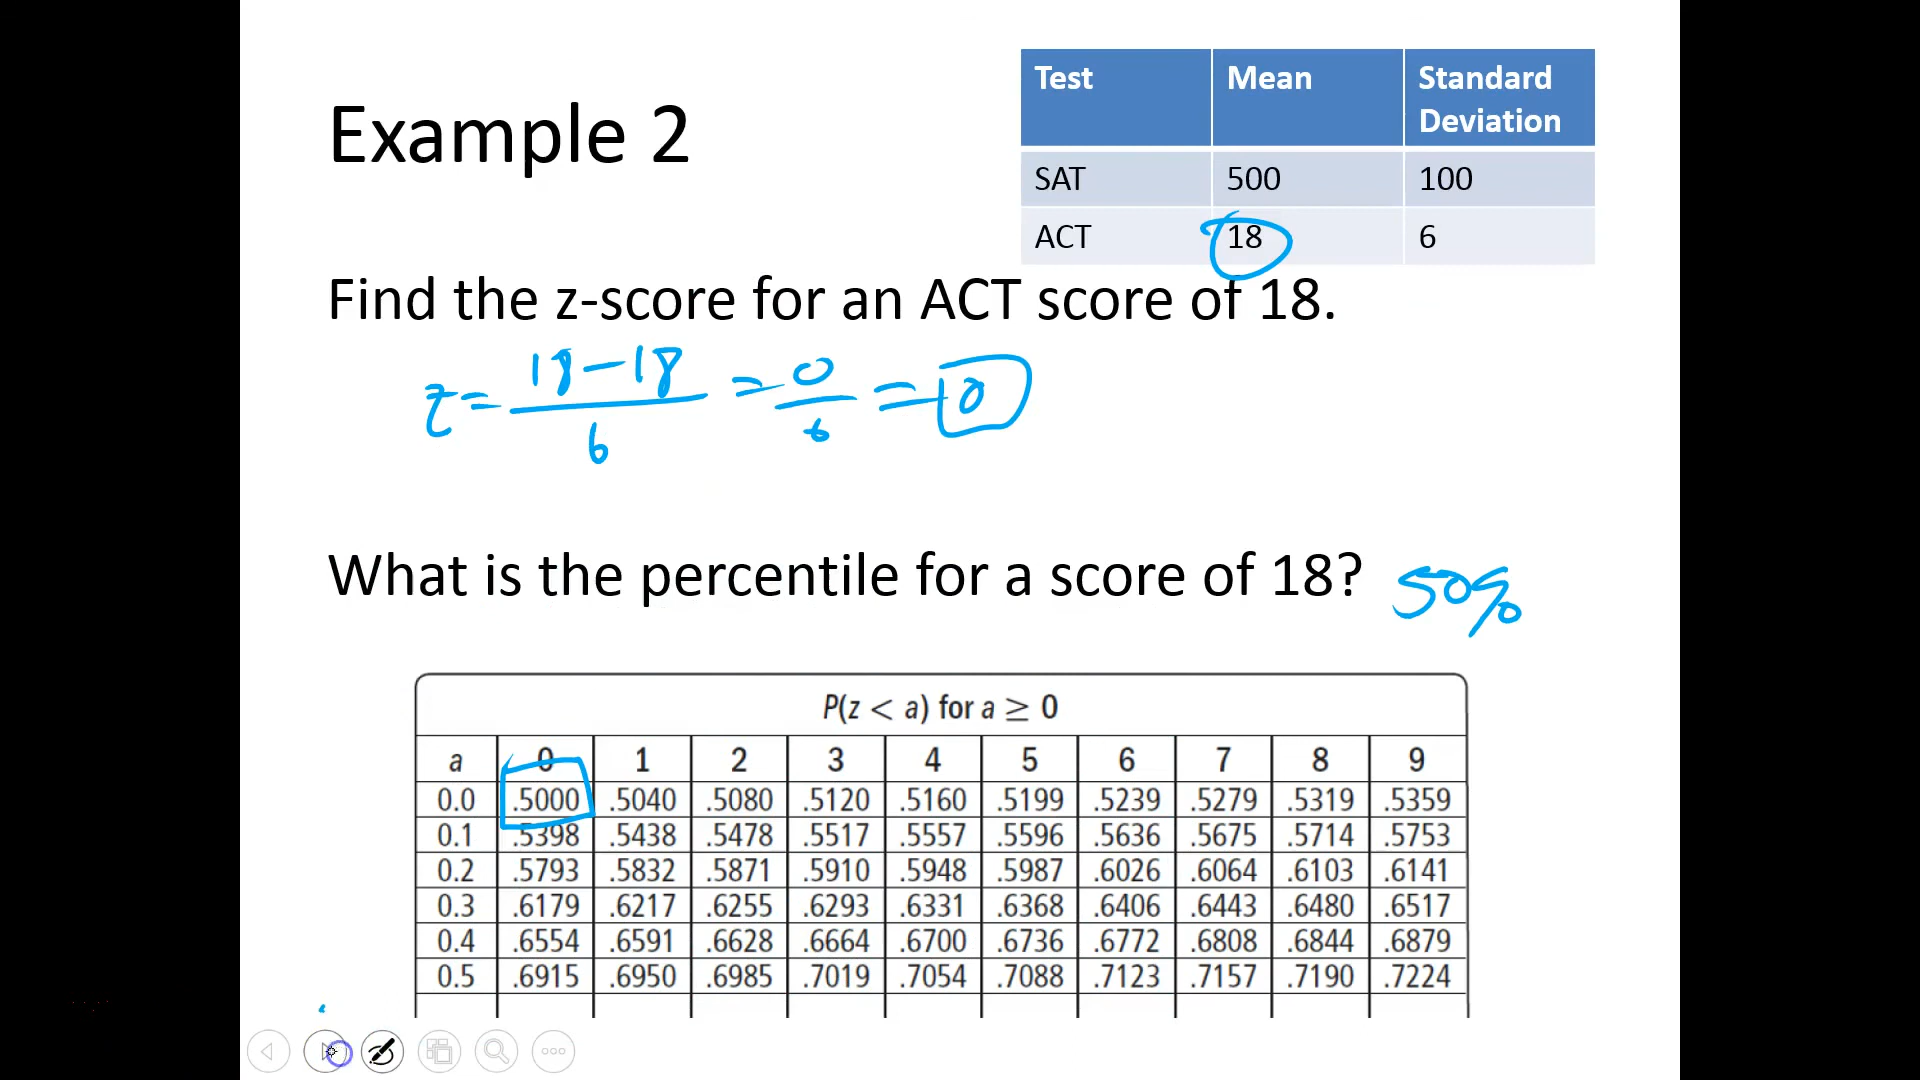 Example 2
Test Mean Standard Deviation
SAT 500 100
ACT 18 6
Find the z-score for an ACT score of 18.
z = (18 - 18)/6 = 0/6 = 0
What is the percentile for a score of 18? 50%
P(z < a) for a ≥ 0
a 0 1 2 3 4 5 6 7 8 9
0.0 .5000 .5040 .5080 .5120 .5160 .5199 .5239 .5279 .5319 .5359
0.1 .5398 .5438 .5478 .5517 .5557 .5596 .5636 .5675 .5714 .5753
0.2 .5793 .5832 .5871 .5910 .5948 .5987 .6026 .6064 .6103 .6141
0.3 .6179 .6217 .6255 .6293 .6331 .6368 .6406 .6443 .6480 .6517
0.4 .6554 .6591 .6628 .6664 .6700 .6736 .6772 .6808 .6844 .6879
0.5 .6915 .6950 .6985 .7019 .7054 .7088 .7123 .7157 .7190 .7224